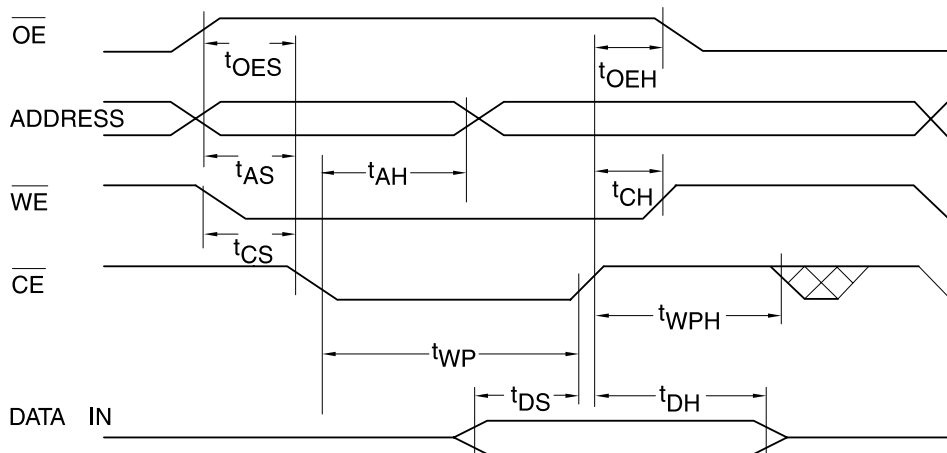 OE
tOES
tOEH
ADDRESS
tAS
tAH
WE
tCH
tCS
CE
tWPH
tWP
tDS
tDH
DATA IN